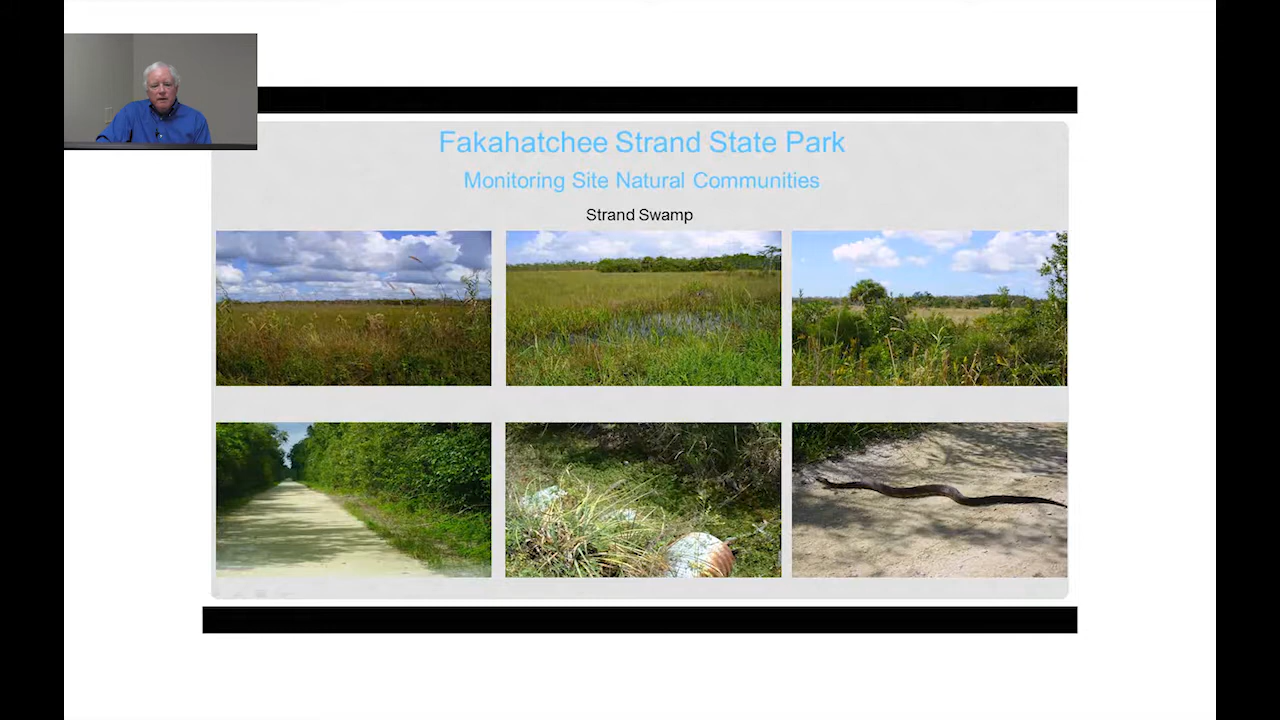 Fakahatchee Strand State Park
Monitoring Site Natural Communities
Strand Swamp